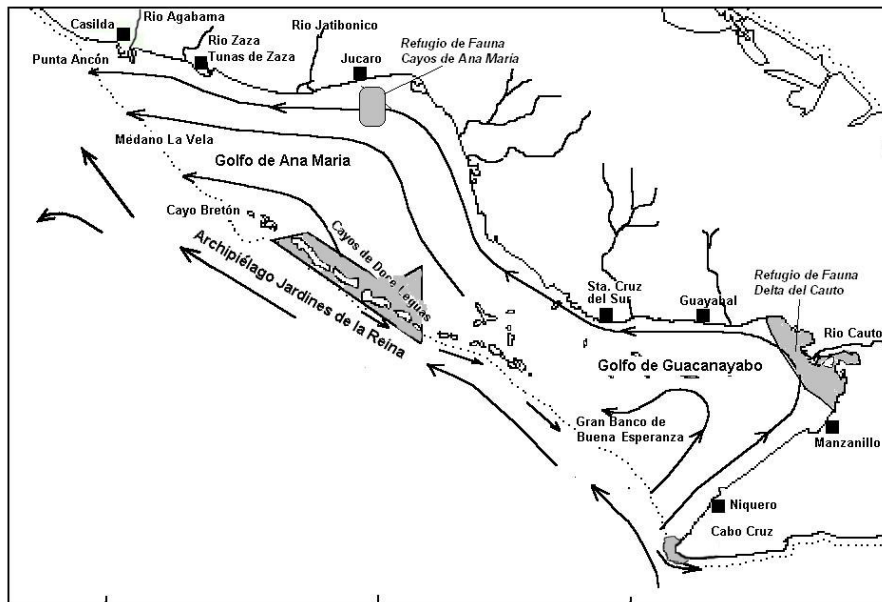 Casilda
Rio Agabama
Rio Jatibonico
Punta Ancón
Rio Zaza
Tunas de Zaza
Jucaro
Refugio de Fauna
Cayos de Ana Maria
Médano La Vela
Golfo de Ana Maria
Cayo Bretón
Cayos de Doce Leguas
Archipiélago Jardines de la Reina
Sta. Cruz
del Sur
Guayabal
Refugio de Fauna
Delta del Cauto
Rio Cauto
Golfo de Guacanayabo
Gran Banco de
Buena Esperanza
Manzanillo
Niquero
Cabo Cruz